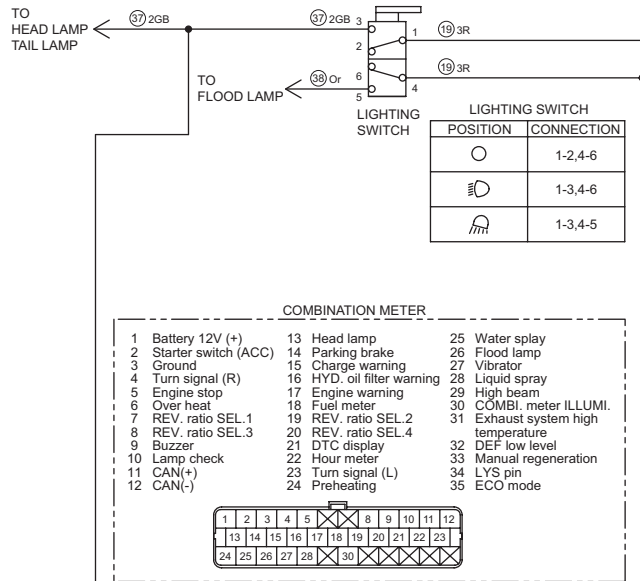 TO
HEAD LAMP
TAIL LAMP
37 2GB
37 2GB
3
1
19 3R
2
6
19 3R
TO
FLOOD LAMP
38 Or
5
4
LIGHTING
SWITCH
LIGHTING SWITCH
POSITION CONNECTION
1-2,4-6
1-3,4-6
1-3,4-5
COMBINATION METER
1 Battery 12V (+) 13 Head lamp 25 Water splay
2 Starter switch (ACC) 14 Parking brake 26 Flood lamp
3 Ground 15 Charge warning 27 Vibrator
4 Turn signal (R) 16 HYD. oil filter warning 28 Liquid spray
5 Engine stop 17 Engine warning 29 High beam
6 Over heat 18 Fuel meter 30 COMBI. meter ILLUMI.
7 REV. ratio SEL.1 19 REV. ratio SEL.2 31 Exhaust system high
8 REV. ratio SEL.3 20 REV. ratio SEL.4 temperature
9 Buzzer 21 DTC display 32 DEF low level
10 Lamp check 22 Hour meter 33 Manual regeneration
11 CAN(+) 23 Turn signal (L) 34 LYS pin
12 CAN(-) 24 Preheating 35 ECO mode
1 2 3 4 5 8 9 10 11 12
13 14 15 16 17 18 19 20 21 22 23
24 25 26 27 28 30